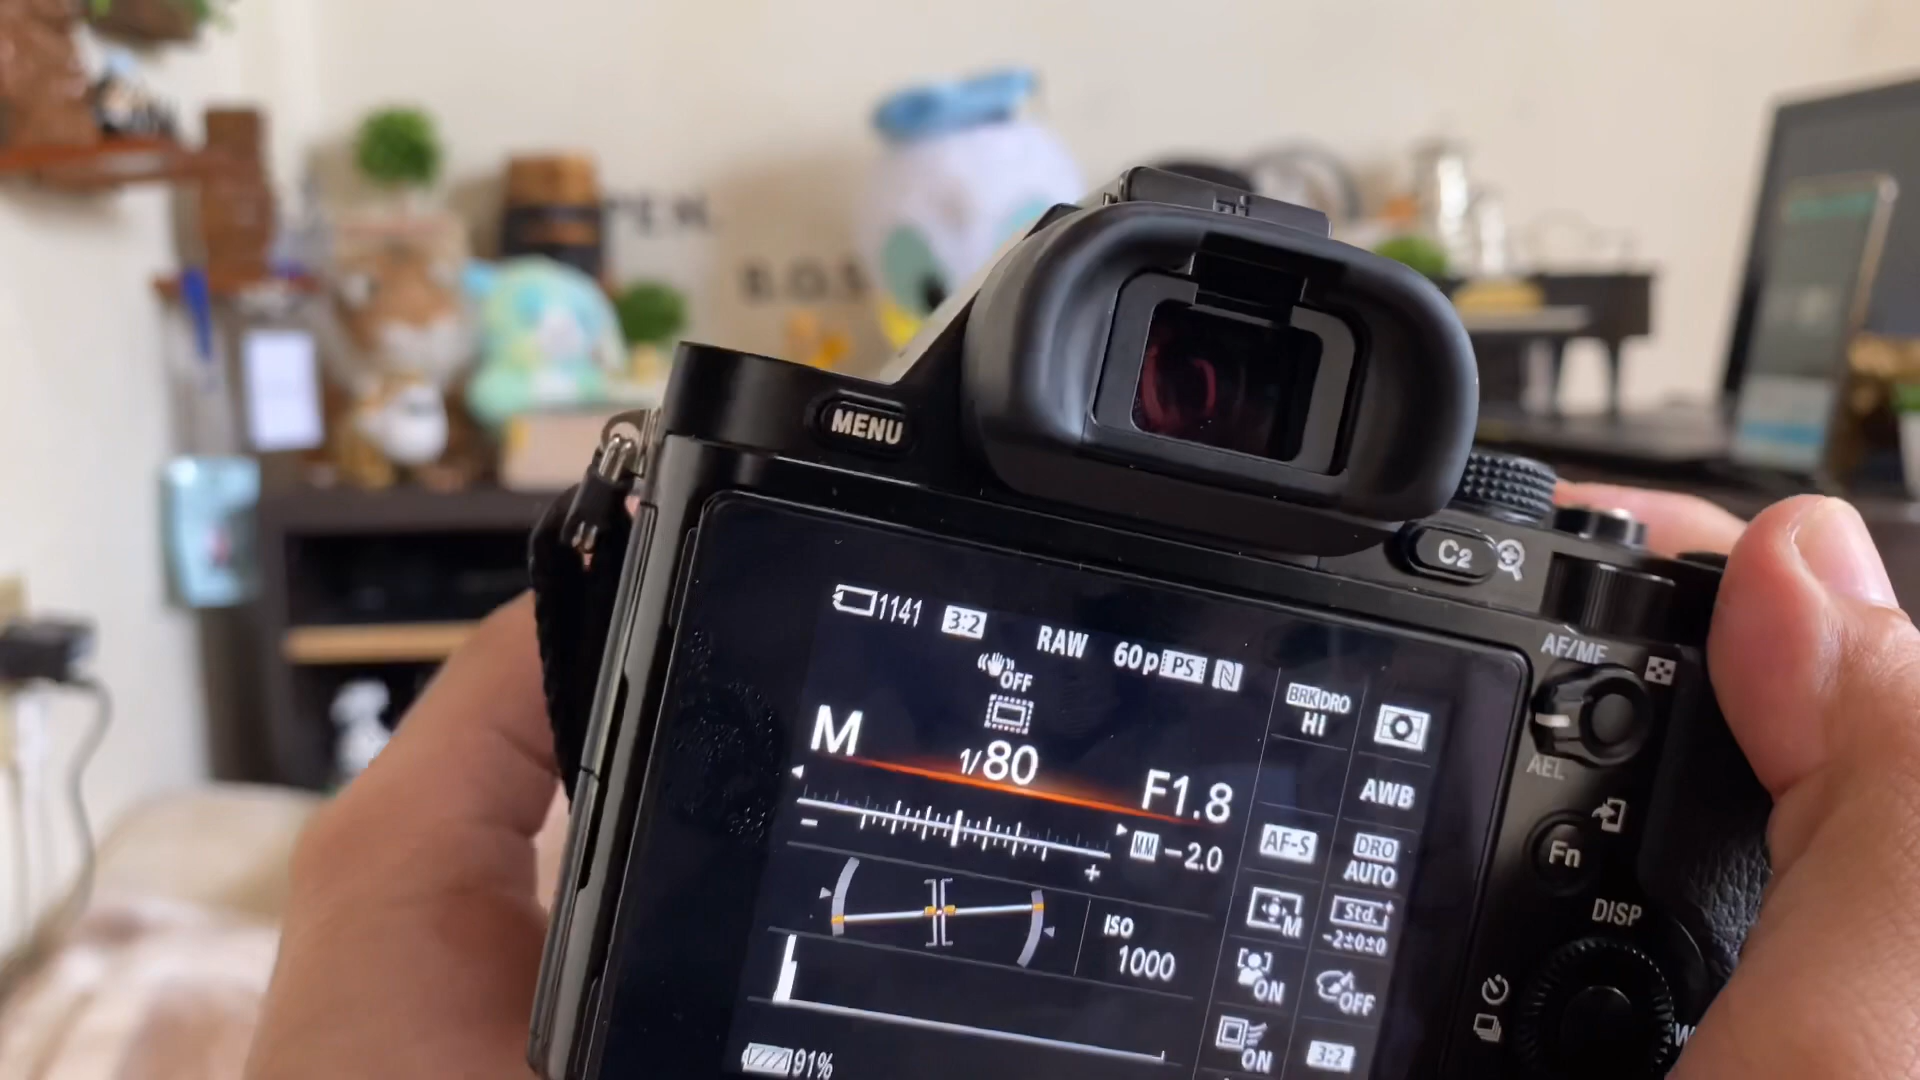 B.O.S
MENU
C2
1141 3:2 RAW 60p PS N
OFF
BRK DRO
HI
M 1/80 F1.8
AWB
- + MM -2.0
AF-S
DRO
AUTO
M
Std.
-2±0±0
ISO
1000
ON
OFF
ON
3:2
91%
AF/MF
AEL
Fn
DISP